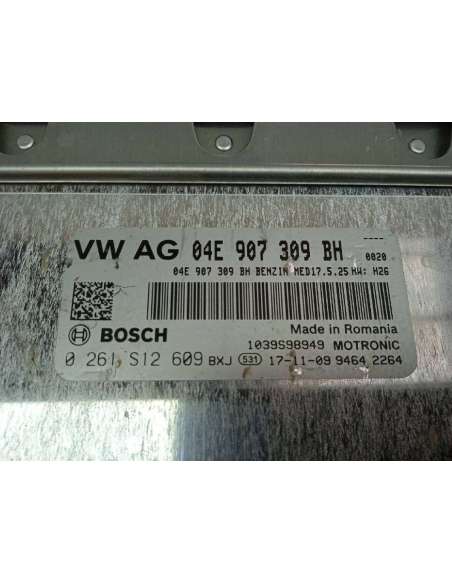 VW AG 04E 907 309 BH ----
0020
04E 907 309 BH BENZIN MED17.5.25 HW: H26
Made in Romania
BOSCH
1039S98949 MOTRONIC
0 261 S12 609 BXJ 531 17-11-09 9464 2264